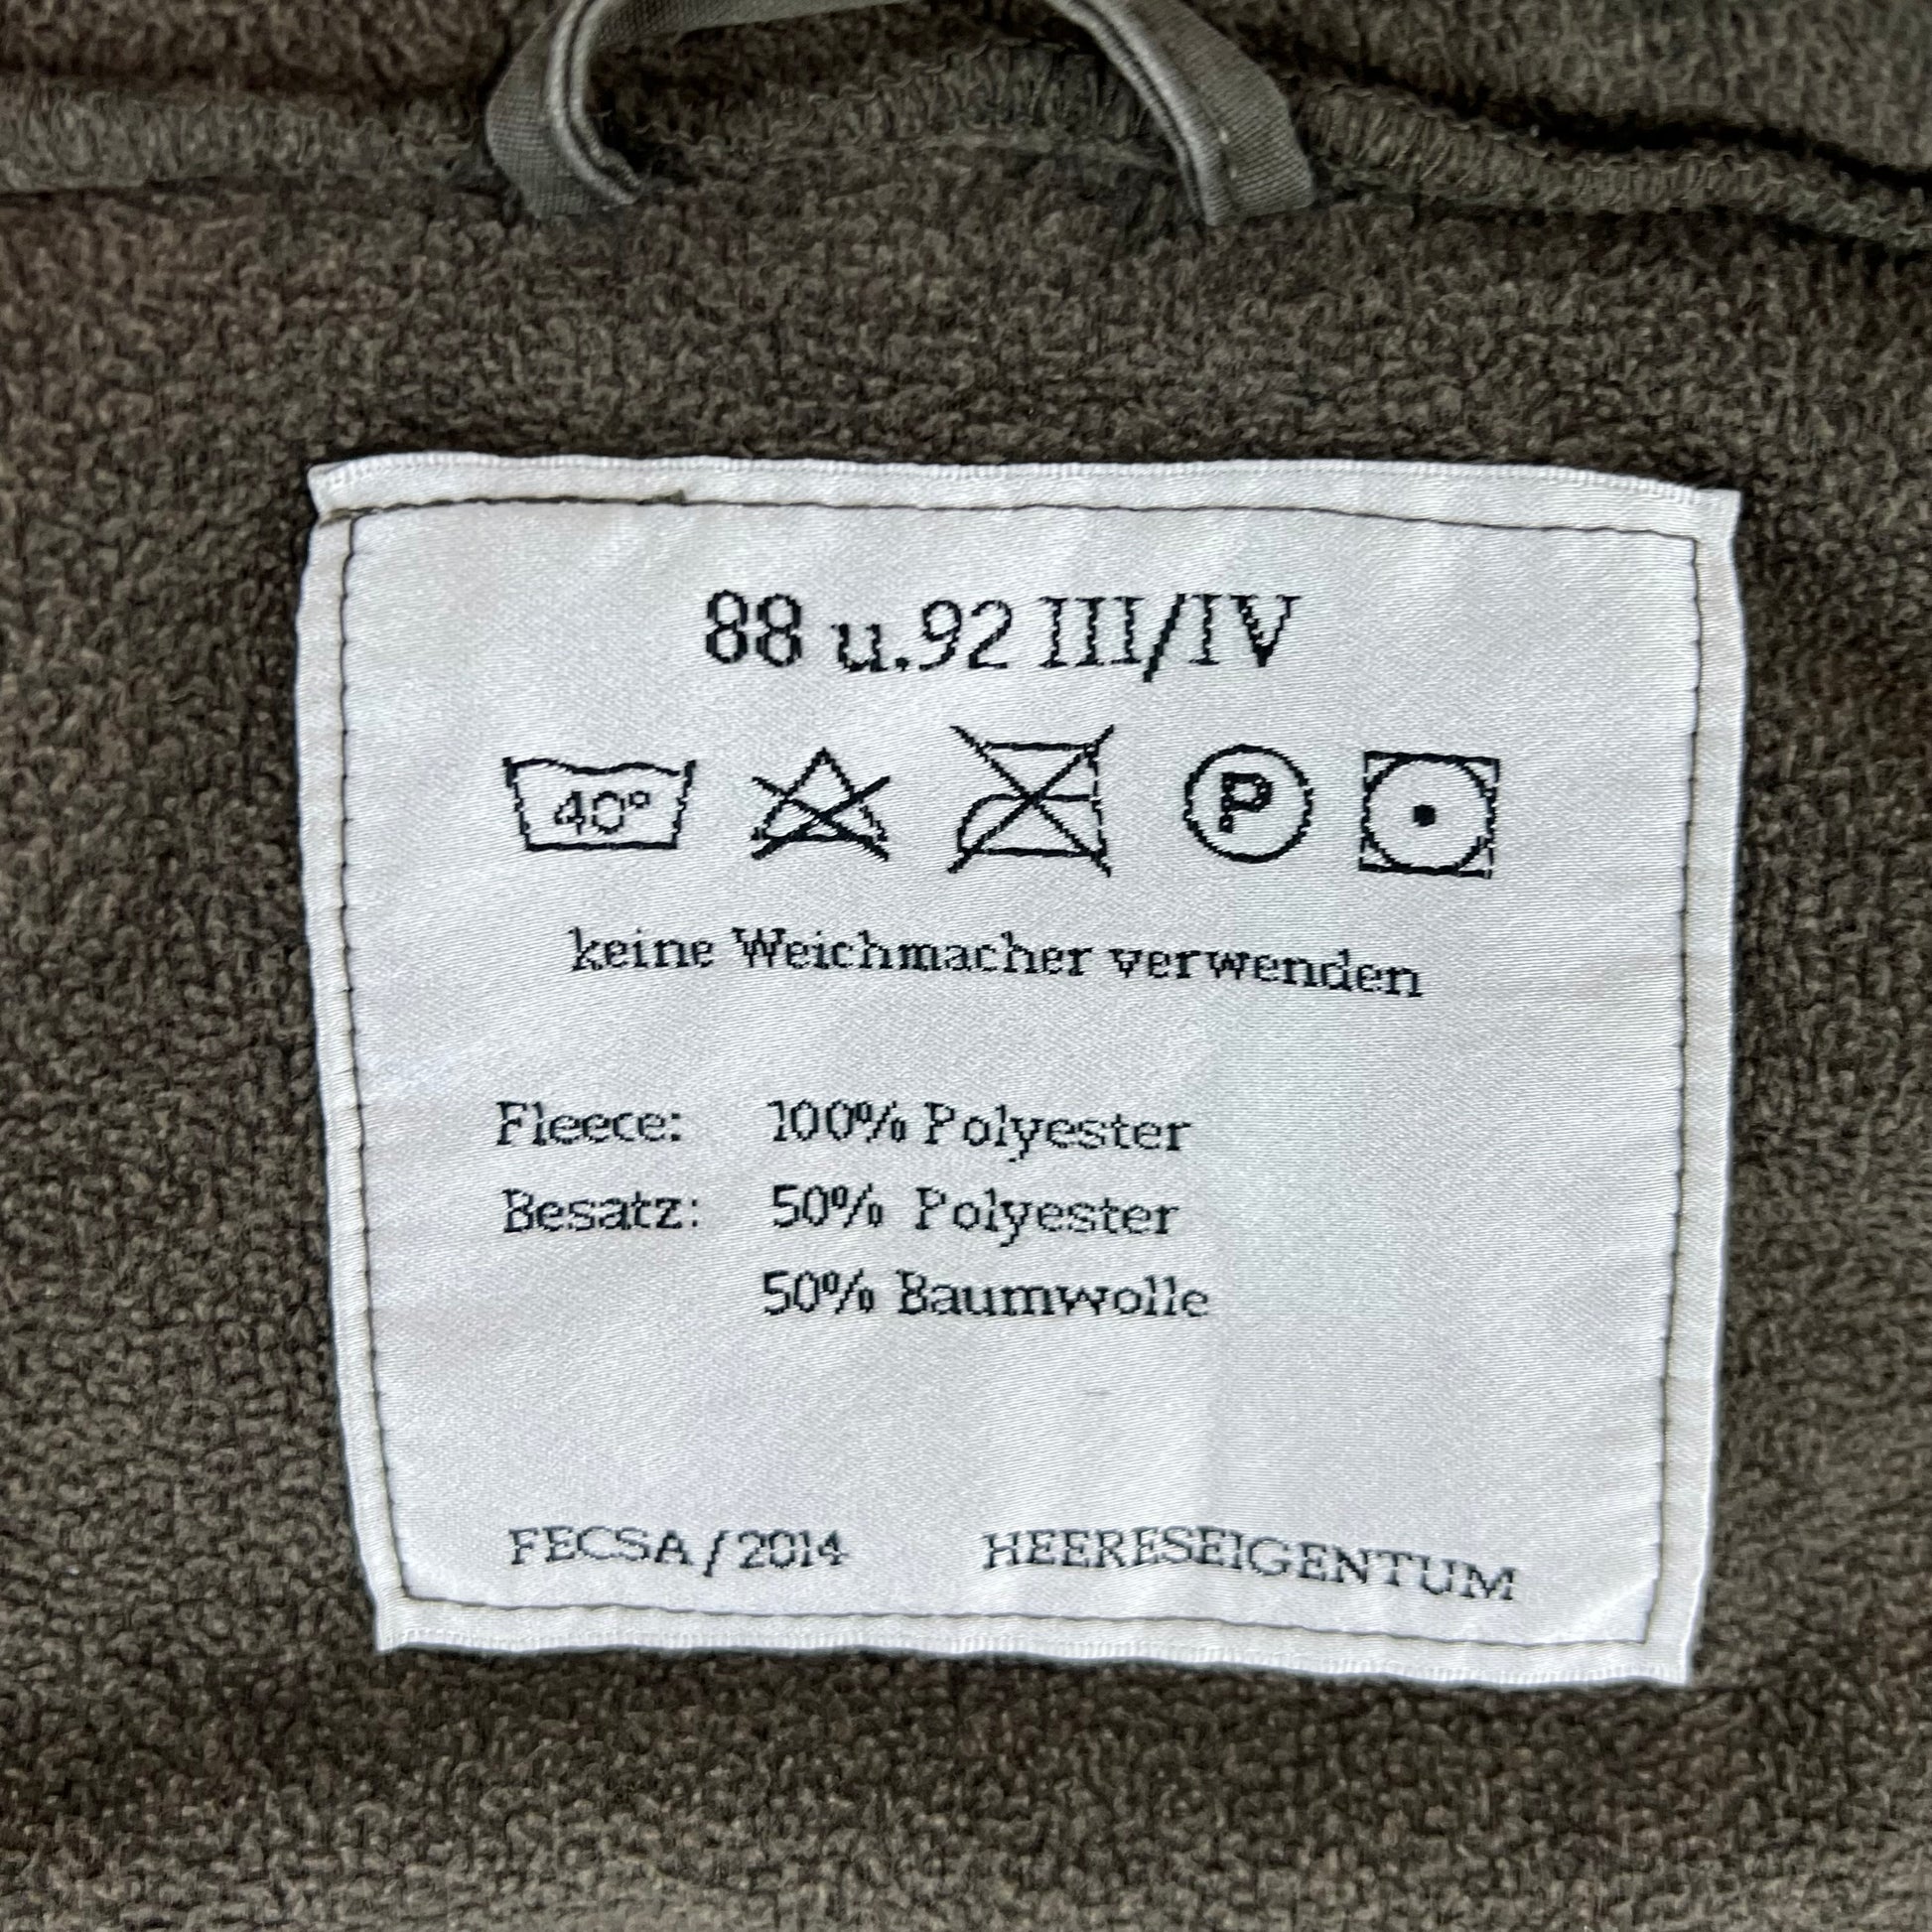 88 u.92 III/IV
40°
P
keine Weichmacher verwenden
Fleece: 100% Polyester
Besatz: 50% Polyester
50% Baumwolle
FECSA / 2014 HEERESEIGENTUM